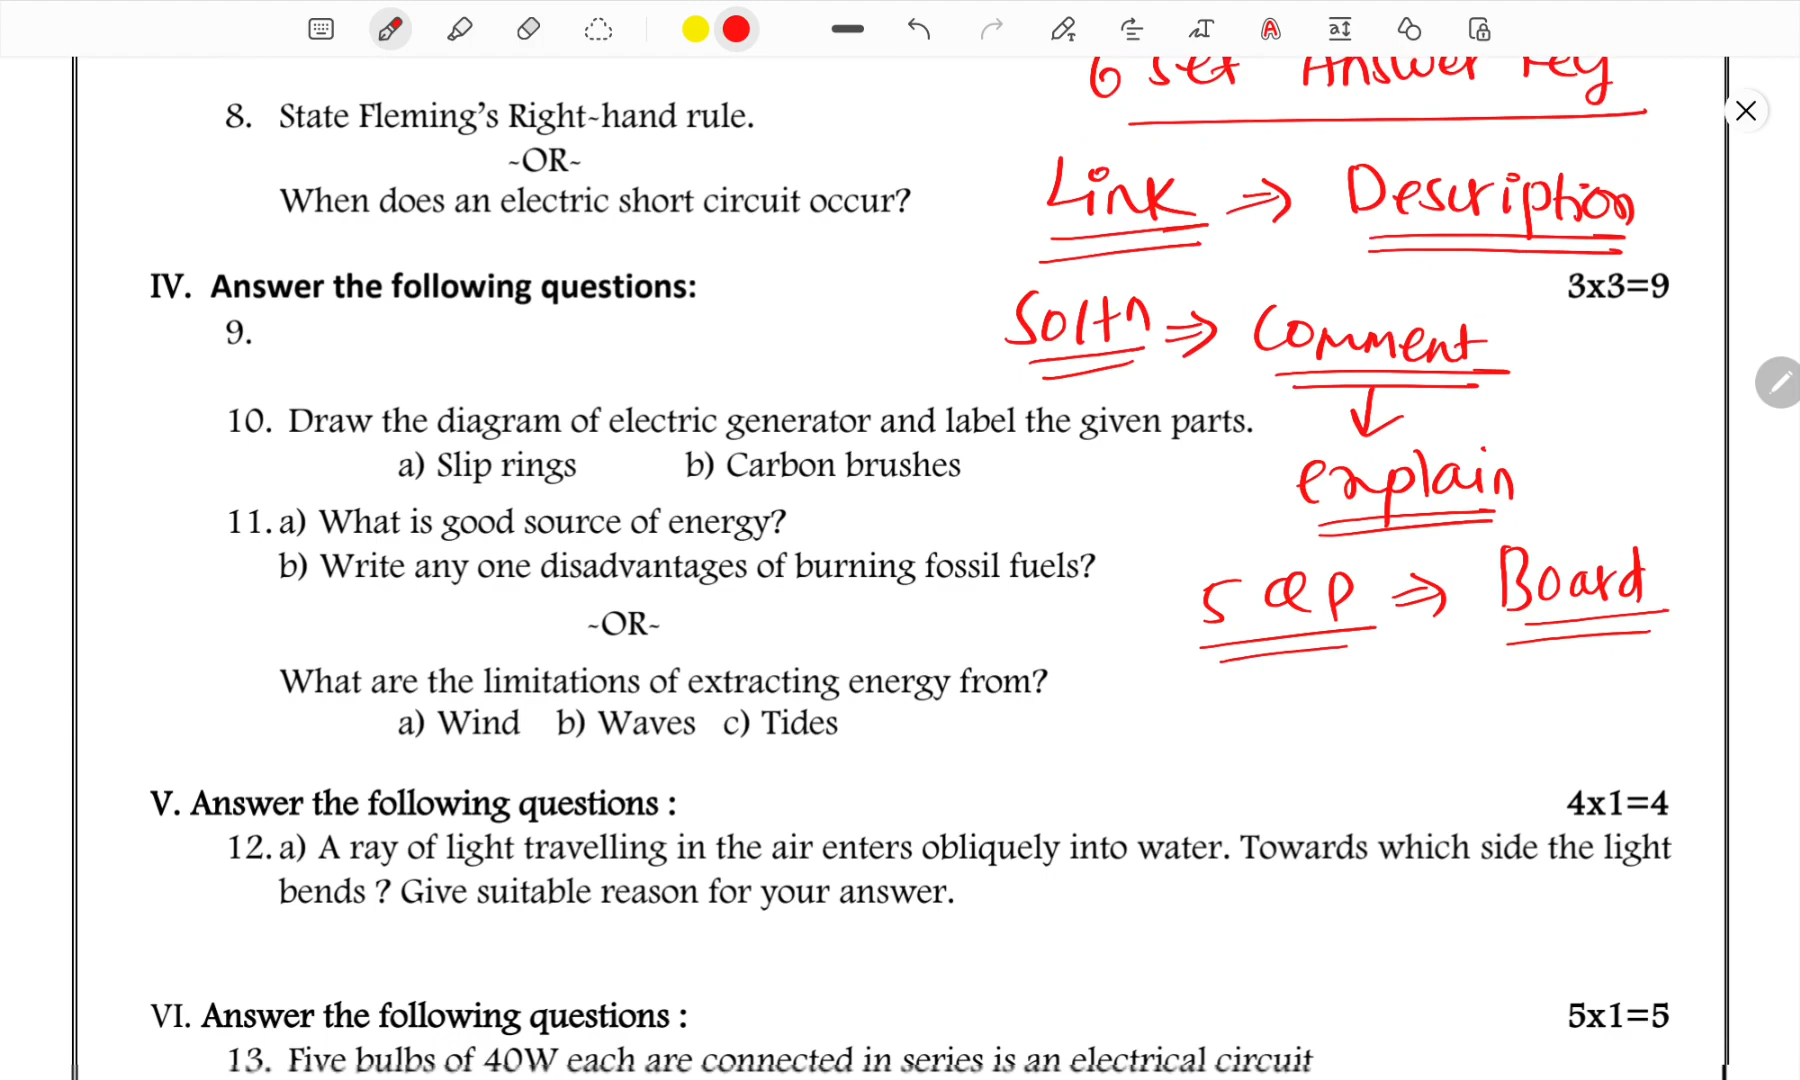 6 Set Answer Key
8. State Fleming's Right-hand rule.
~OR~
Link ⇒ Description
When does an electric short circuit occur?
IV. Answer the following questions: 3x3=9
9.
Soltn ⇒ Comment
10. Draw the diagram of electric generator and label the given parts.
a) Slip rings b) Carbon brushes
explain
11. a) What is good source of energy?
b) Write any one disadvantages of burning fossil fuels?
5 QP ⇒ Board
~OR~
What are the limitations of extracting energy from?
a) Wind b) Waves c) Tides
V. Answer the following questions : 4x1=4
12. a) A ray of light travelling in the air enters obliquely into water. Towards which side the light
bends ? Give suitable reason for your answer.
VI. Answer the following questions : 5x1=5
13. Five bulbs of 40W each are connected in series is an electrical circuit